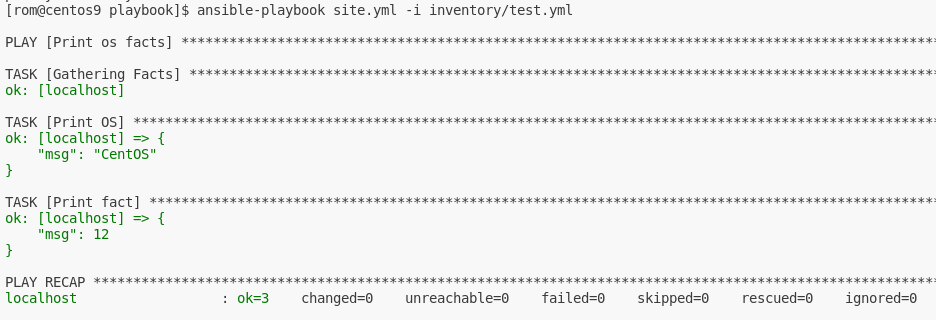 [rom@centos9 playbook]$ ansible-playbook site.yml -i inventory/test.yml
PLAY [Print os facts] **********************************************************************************************
TASK [Gathering Facts] *********************************************************************************************
ok: [localhost]
TASK [Print OS] ****************************************************************************************************
ok: [localhost] => {
    "msg": "CentOS"
}
TASK [Print fact] **************************************************************************************************
ok: [localhost] => {
    "msg": 12
}
PLAY RECAP *********************************************************************************************************
localhost                  : ok=3    changed=0    unreachable=0    failed=0    skipped=0    rescued=0    ignored=0